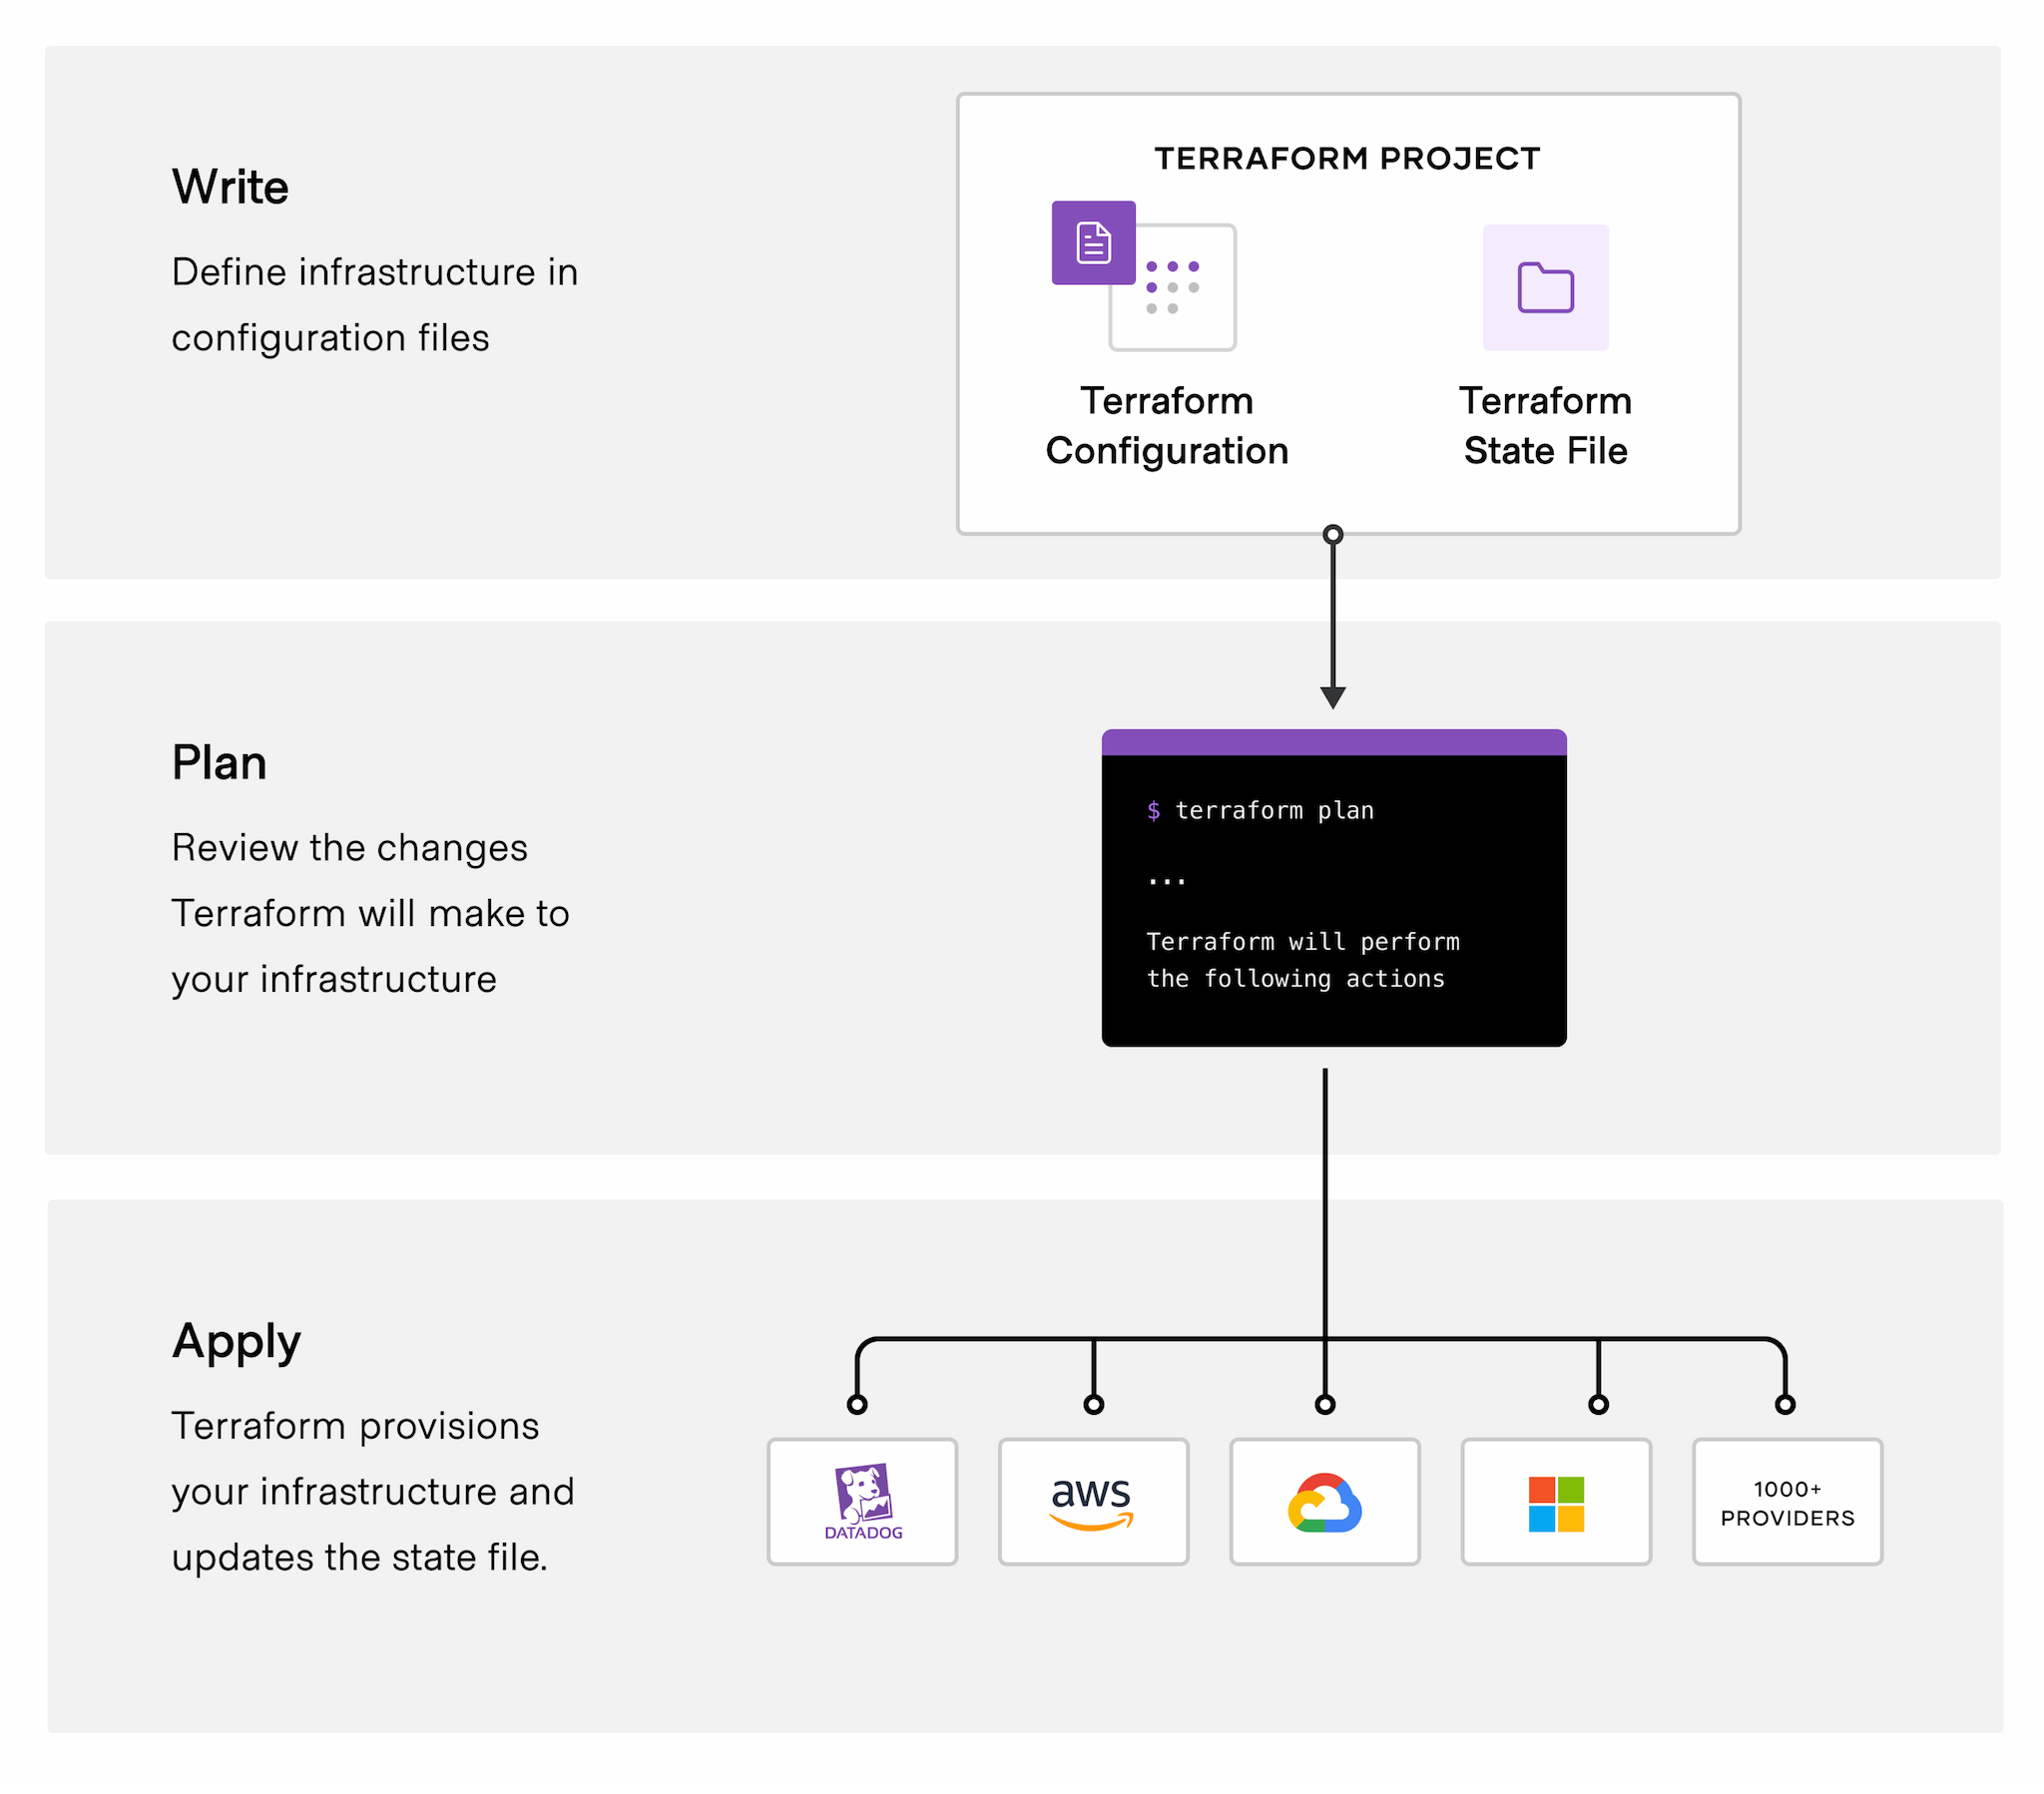 Write
Define infrastructure in
configuration files
TERRAFORM PROJECT
Terraform
Configuration
Terraform
State File
Plan
Review the changes
Terraform will make to
your infrastructure
$ terraform plan
...
Terraform will perform
the following actions
Apply
Terraform provisions
your infrastructure and
updates the state file.
DATADOG
aws
1000+
PROVIDERS